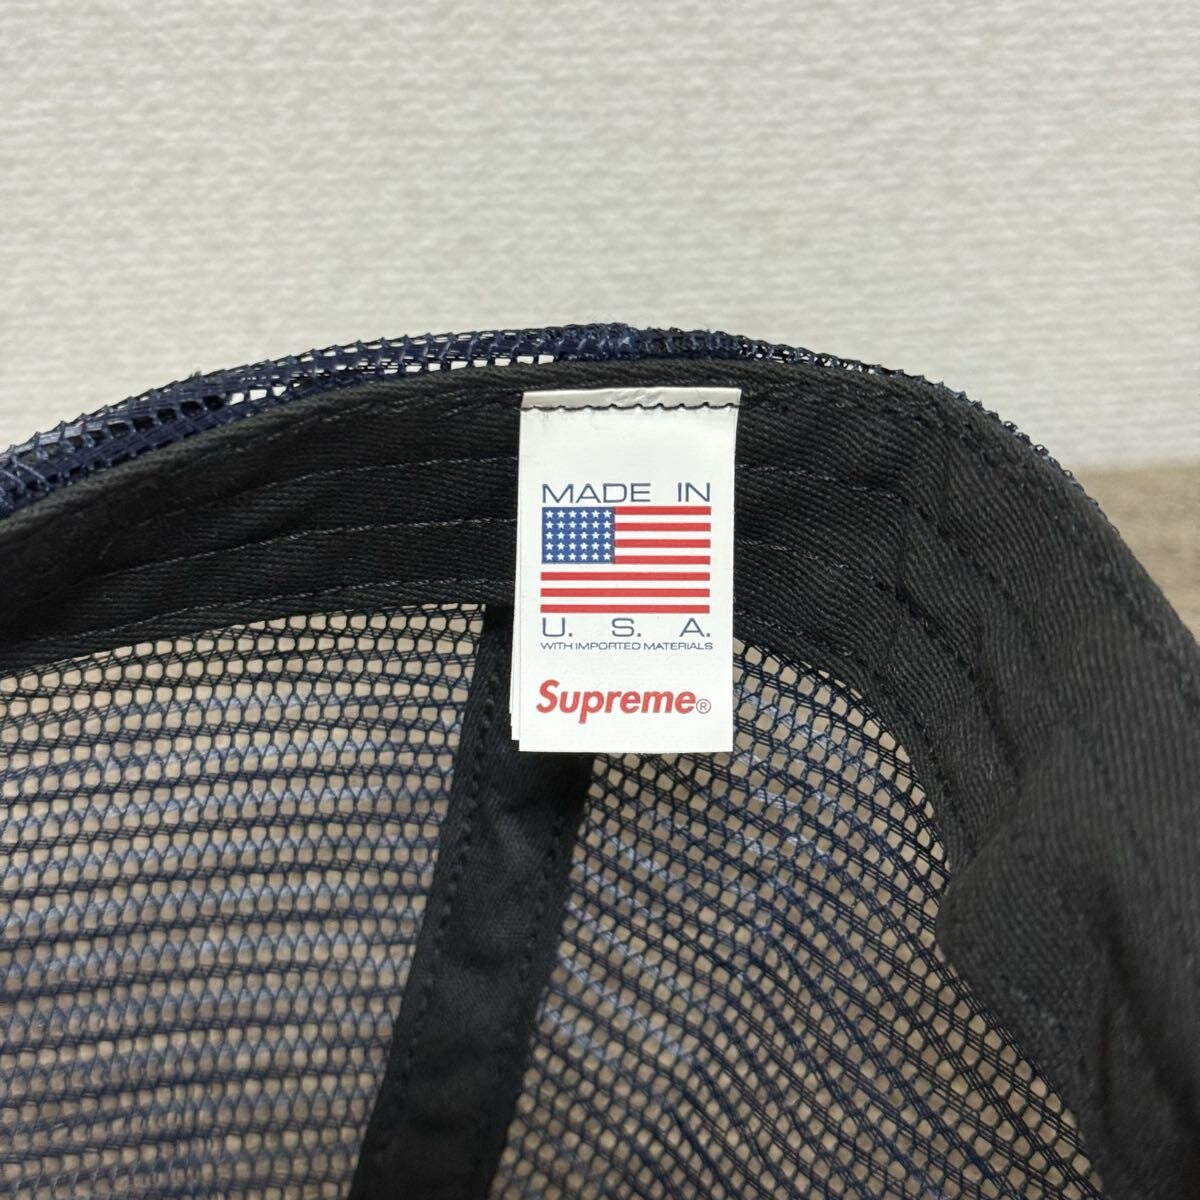 MADE IN
U. S. A.
WITH IMPORTED MATERIALS
Supreme®